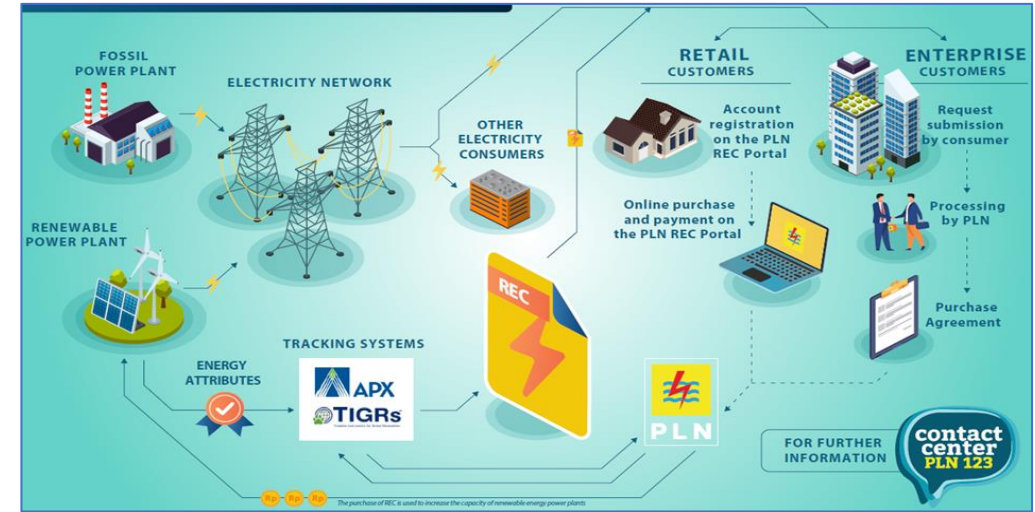 FOSSIL
POWER PLANT
ELECTRICITY NETWORK
OTHER
ELECTRICITY
CONSUMERS
RETAIL
CUSTOMERS
ENTERPRISE
CUSTOMERS
Account
registration
on the PLN
REC Portal
Request
submission
by consumer
Online purchase
and payment on
the PLN REC Portal
Processing
by PLN
RENEWABLE
POWER PLANT
REC
Purchase
Agreement
TRACKING SYSTEMS
ENERGY
ATTRIBUTES
APX
TIGRs
PLN
FOR FURTHER
INFORMATION
contact
center
PLN 123
Rp Rp Rp
The purchase of REC is used to increase the capacity of renewable energy power plants